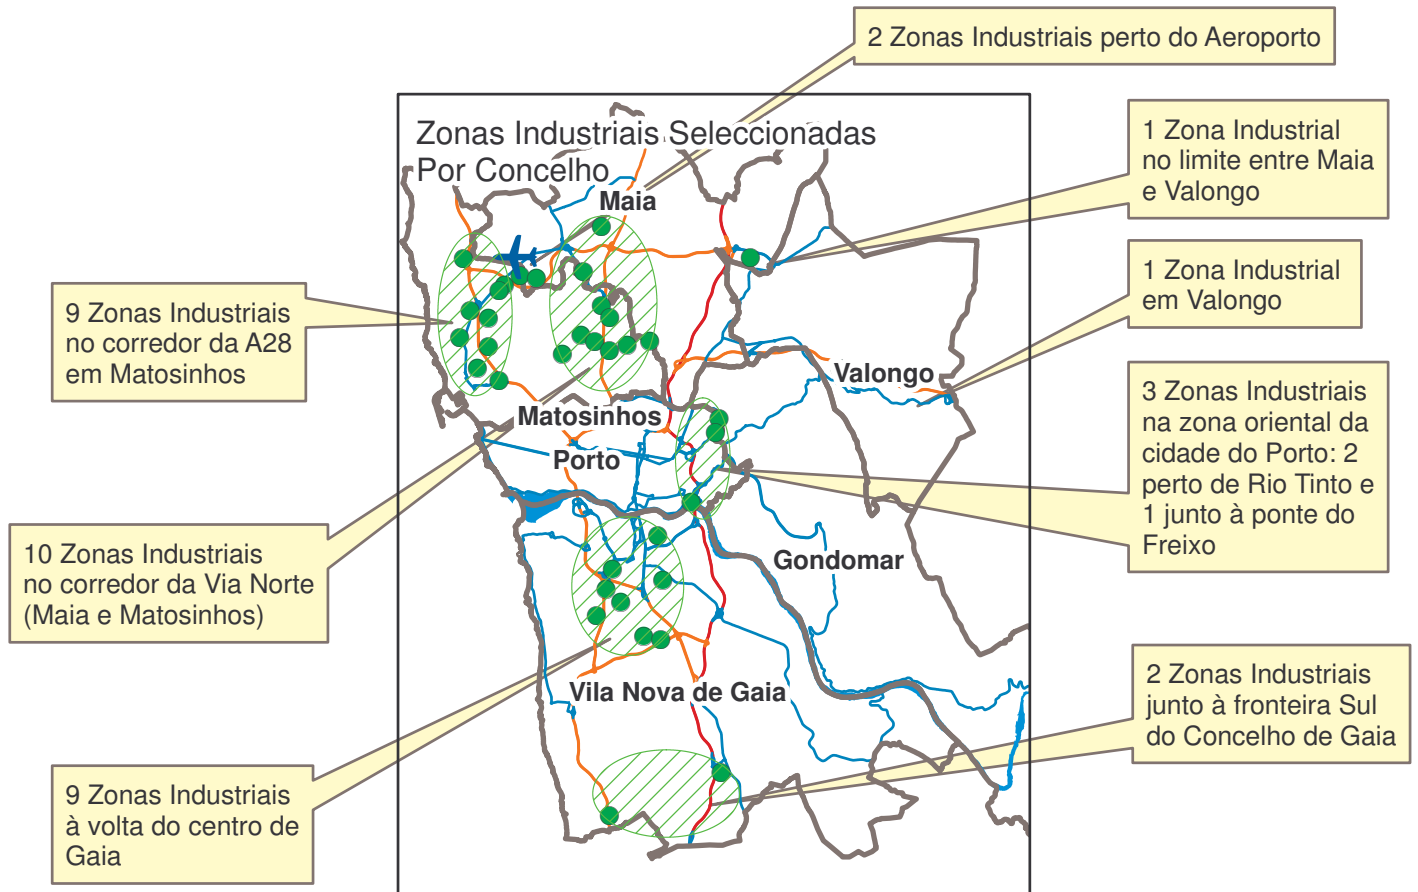 2 Zonas Industriais perto do Aeroporto
Zonas Industriais Seleccionadas
Por Concelho
1 Zona Industrial
no limite entre Maia
e Valongo
Maia
1 Zona Industrial
em Valongo
9 Zonas Industriais
no corredor da A28
em Matosinhos
Valongo
3 Zonas Industriais
na zona oriental da
cidade do Porto: 2
perto de Rio Tinto e
1 junto à ponte do
Freixo
Matosinhos
Porto
10 Zonas Industriais
no corredor da Via Norte
(Maia e Matosinhos)
Gondomar
Vila Nova de Gaia
2 Zonas Industriais
junto à fronteira Sul
do Concelho de Gaia
9 Zonas Industriais
à volta do centro de
Gaia